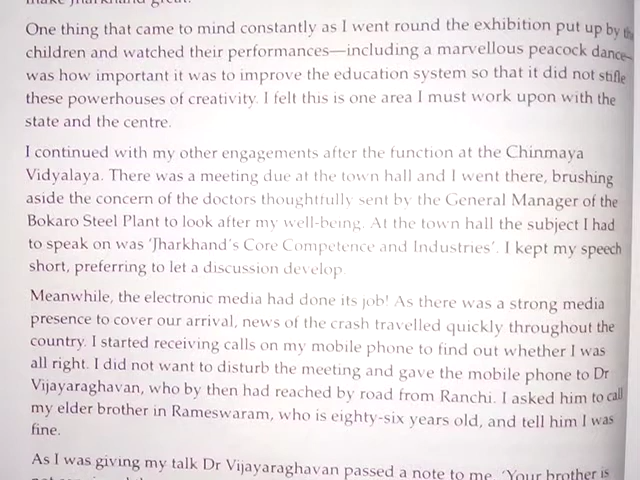 make Jharkhand great.
One thing that came to mind constantly as I went round the exhibition put up by the
children and watched their performances—including a marvellous peacock dance—
was how important it was to improve the education system so that it did not stifle
these powerhouses of creativity. I felt this is one area I must work upon with the
state and the centre.
I continued with my other engagements after the function at the Chinmaya
Vidyalaya. There was a meeting due at the town hall and I went there, brushing
aside the concern of the doctors thoughtfully sent by the General Manager of the
Bokaro Steel Plant to look after my well-being. At the town hall the subject I had
to speak on was 'Jharkhand's Core Competence and Industries'. I kept my speech
short, preferring to let a discussion develop.
Meanwhile, the electronic media had done its job! As there was a strong media
presence to cover our arrival, news of the crash travelled quickly throughout the
country. I started receiving calls on my mobile phone to find out whether I was
all right. I did not want to disturb the meeting and gave the mobile phone to Dr
Vijayaraghavan, who by then had reached by road from Ranchi. I asked him to call
my elder brother in Rameswaram, who is eighty-six years old, and tell him I was
fine.
As I was giving my talk Dr Vijayaraghavan passed a note to me, 'Your brother is